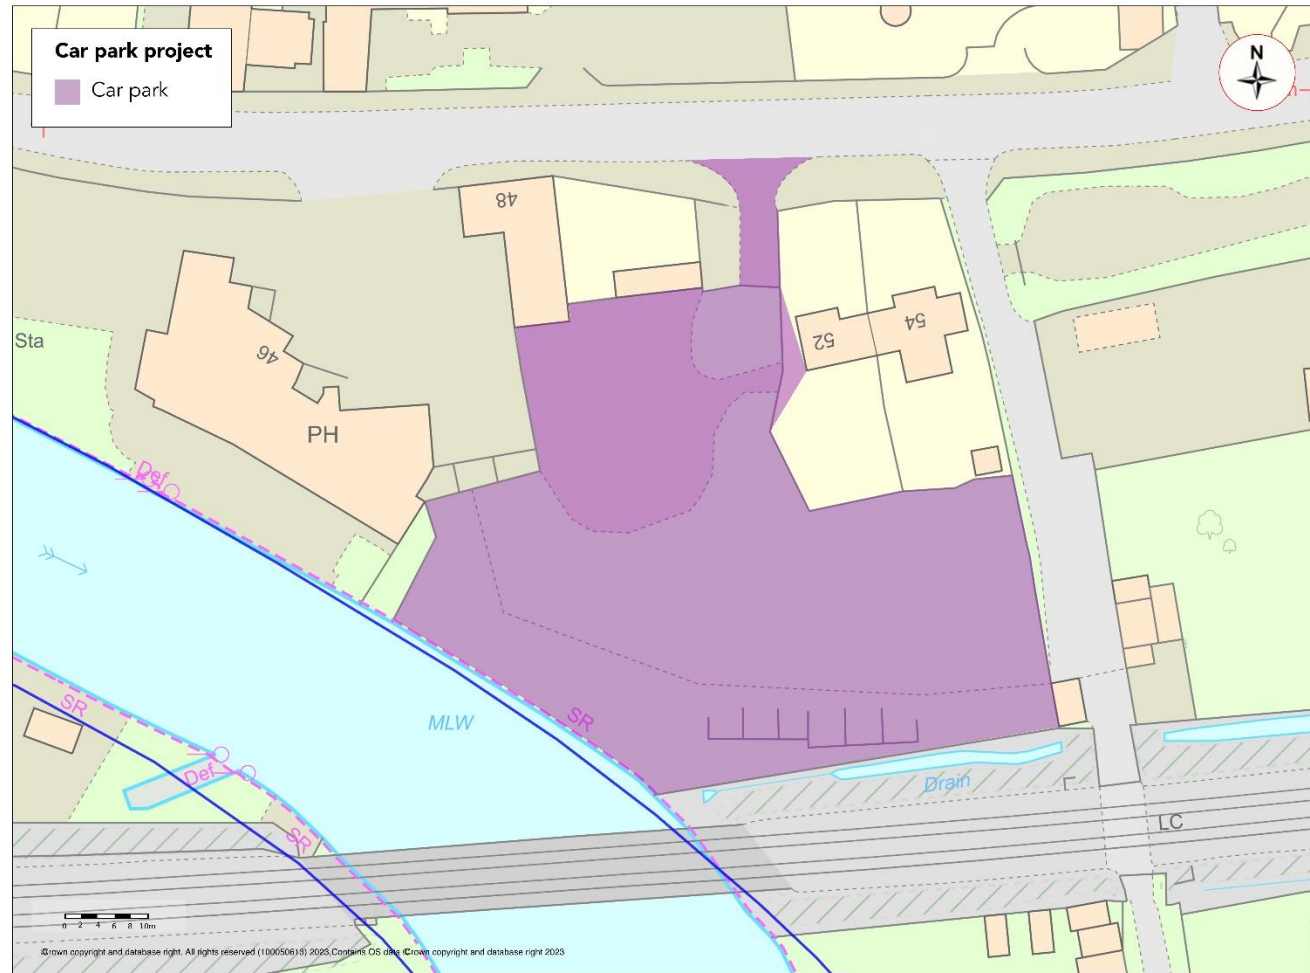 Car park project
Car park
N
48
52
54
46
Sta
PH
Def
SR
MLW
SR
Def
SR
Drain
LC
0 2 4 6 8 10m
©rown copyright and database right. All rights reserved (100050613) 2023,Contains OS data ©rown copyright and database right 2023